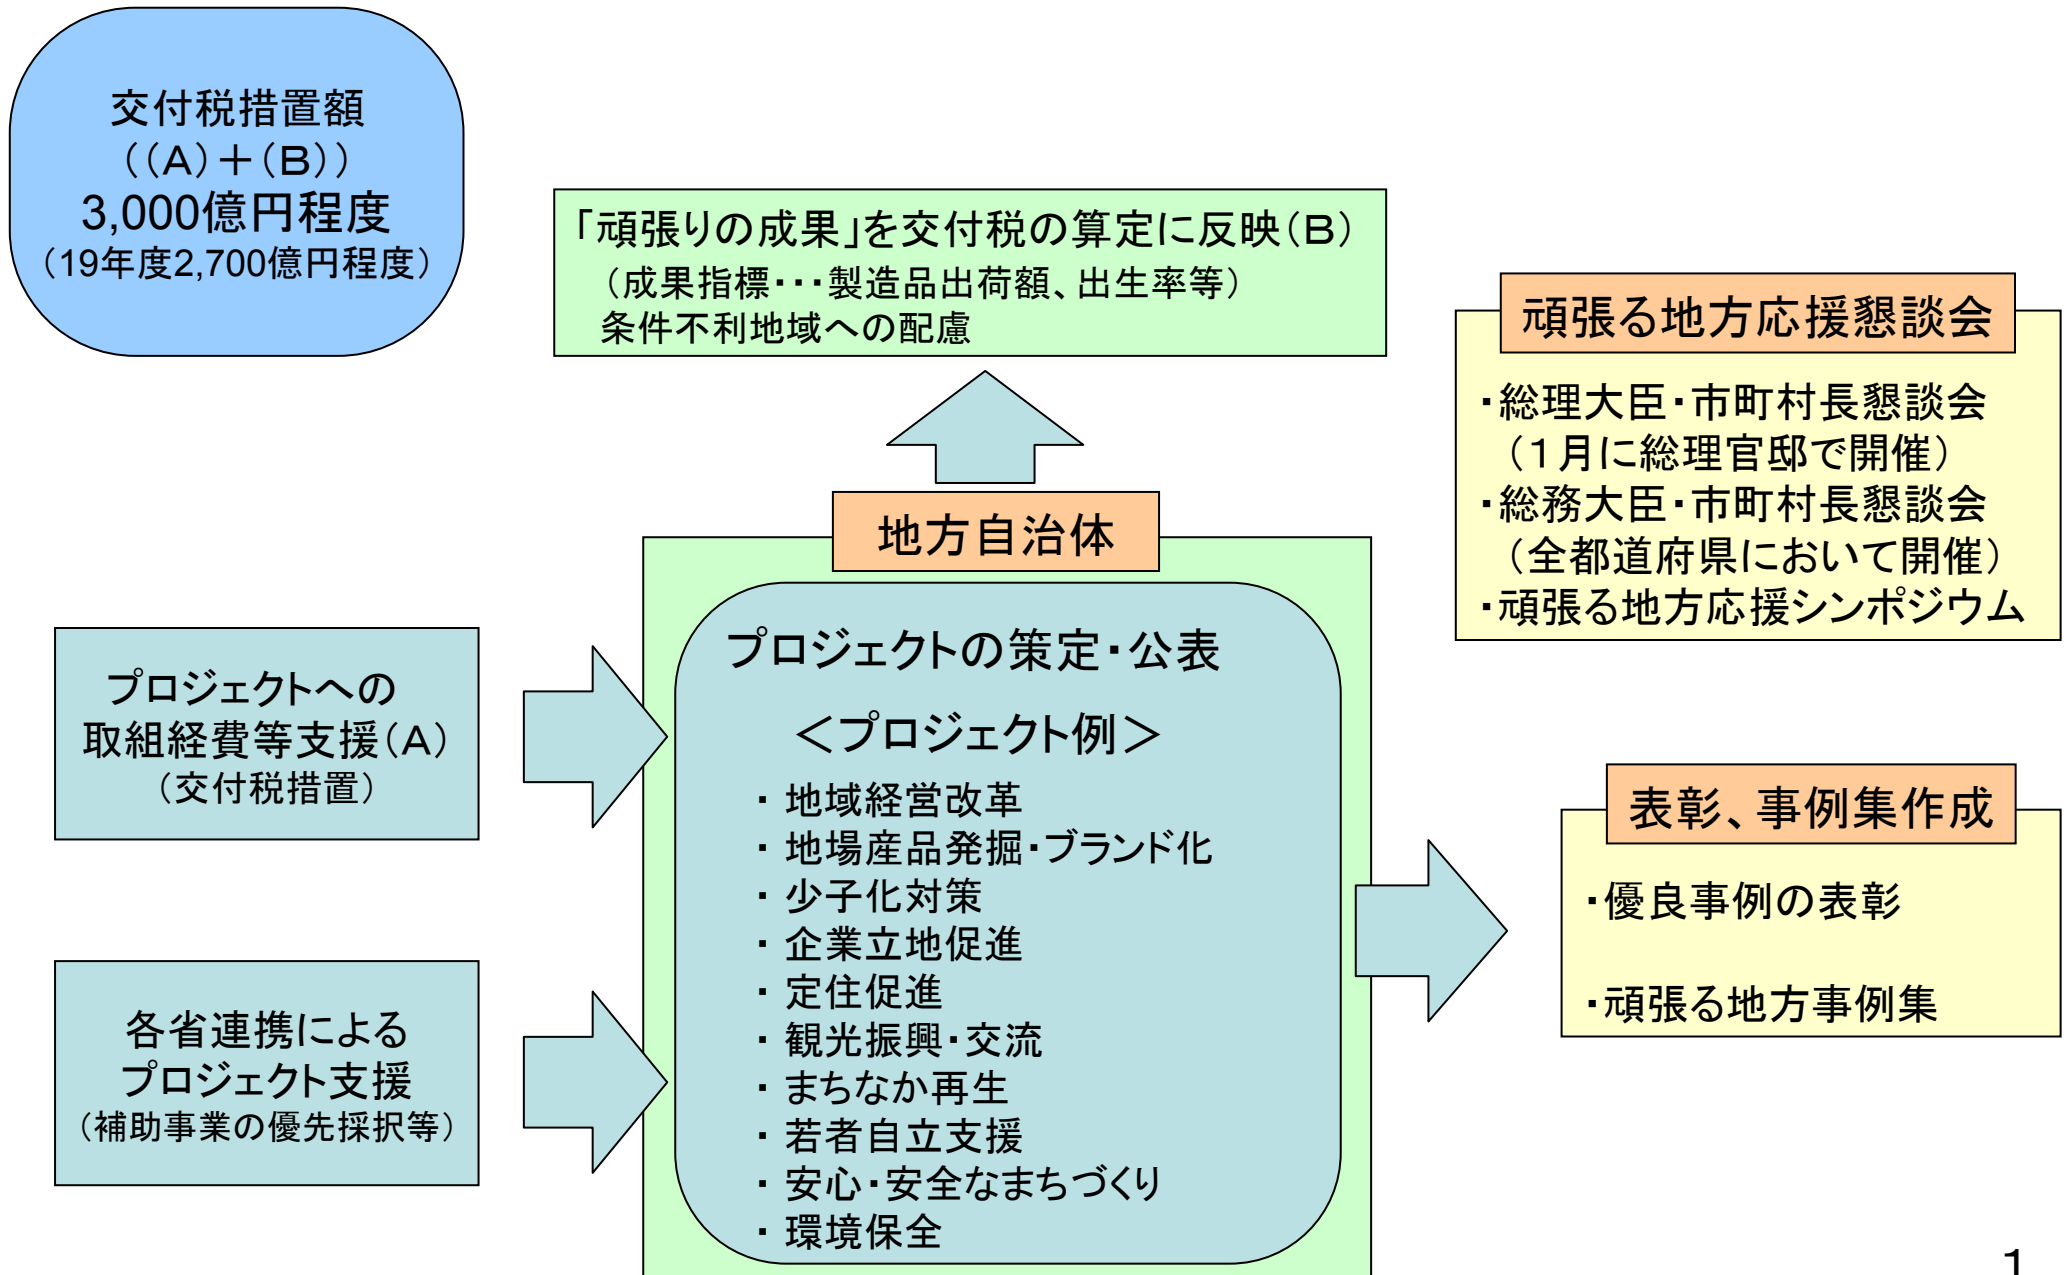 交付税措置額
((A)+(B))
3,000億円程度
(19年度2,700億円程度)
「頑張りの成果」を交付税の算定に反映(B)
(成果指標・・・製造品出荷額、出生率等)
条件不利地域への配慮
頑張る地方応援懇談会
・総理大臣・市町村長懇談会
(1月に総理官邸で開催)
・総務大臣・市町村長懇談会
(全都道府県において開催)
・頑張る地方応援シンポジウム
地方自治体
プロジェクトの策定・公表
<プロジェクト例>
・ 地域経営改革
・ 地場産品発掘・ブランド化
・ 少子化対策
・ 企業立地促進
・ 定住促進
・ 観光振興・交流
・ まちなか再生
・ 若者自立支援
・ 安心・安全なまちづくり
・ 環境保全
プロジェクトへの
取組経費等支援(A)
(交付税措置)
各省連携による
プロジェクト支援
(補助事業の優先採択等)
表彰、事例集作成
・優良事例の表彰
・頑張る地方事例集
1